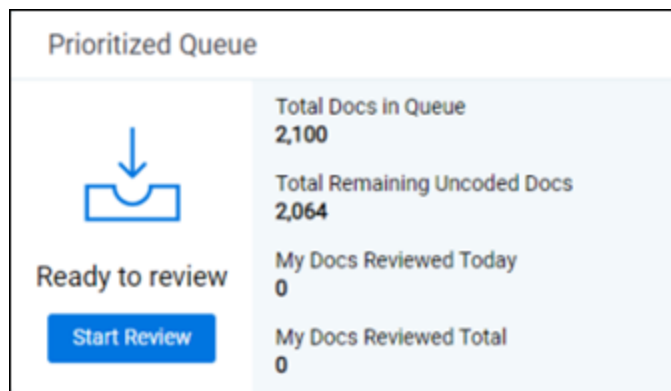 Prioritized Queue
Ready to review
Start Review
Total Docs in Queue
2,100
Total Remaining Uncoded Docs
2,064
My Docs Reviewed Today
0
My Docs Reviewed Total
0